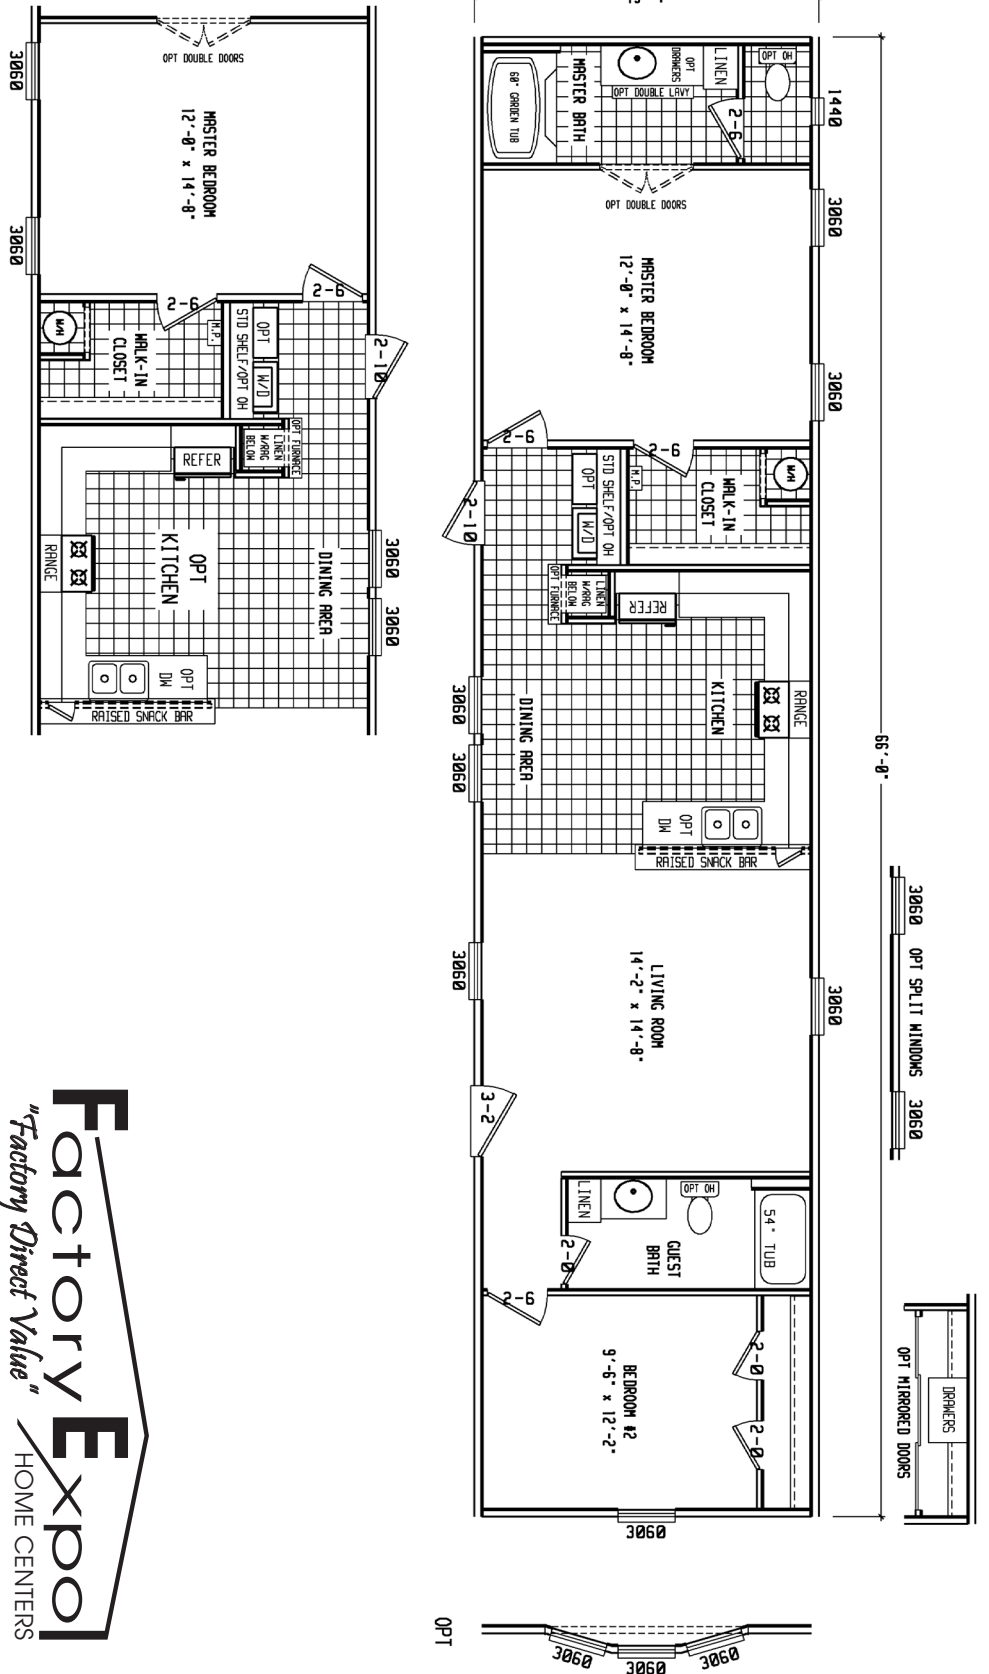 OPT DOUBLE DOORS
3060
MASTER BEDROOM
12'-0" x 14'-8"
3060
2-6
2-6
W/H
WALK-IN
CLOSET
M.P.
STD SHELF/OPT OH
OPT
W/D
2-10
OPT FURNACE
LINEN
W/RAG
BELOW
REFER
RANGE
OPT
KITCHEN
DINING AREA
3060
3060
OPT
DW
RAISED SNACK BAR
60" GARDEN TUB
MASTER BATH
OPT
DRAWERS
LINEN
OPT DOUBLE LAVY
OPT OH
2-6
1440
OPT DOUBLE DOORS
3060
MASTER BEDROOM
12'-0" x 14'-8"
3060
2-6
2-6
W/H
WALK-IN
CLOSET
M.P.
STD SHELF/OPT OH
OPT
W/D
2-10
OPT FURNACE
LINEN
W/RAG
BELOW
REFER
RANGE
KITCHEN
DINING AREA
3060
3060
OPT
DW
RAISED SNACK BAR
66'-0"
LIVING ROOM
14'-2" x 14'-8"
3060
3060
3-2
LINEN
OPT OH
54" TUB
GUEST
BATH
2-0
2-6
BEDROOM #2
9'-6" x 12'-2"
2-0
2-0
3060
3060
OPT SPLIT WINDOWS
3060
DRAWERS
OPT MIRRORED DOORS
OPT
3060
3060
3060
Factory Expo
"Factory Direct Value"
HOME CENTERS